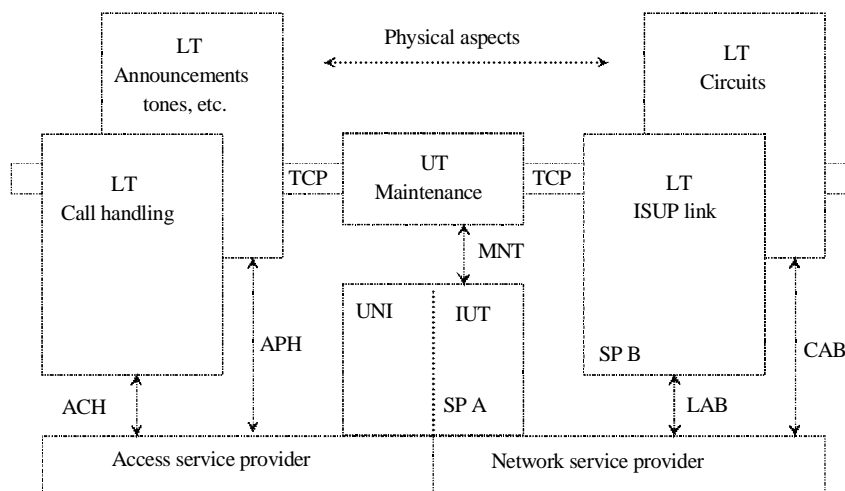 LT
Announcements
tones, etc.
Physical aspects
LT
Circuits
LT
Call handling
TCP
UT
Maintenance
TCP
LT
ISUP link
MNT
UNI
IUT
APH
SP B
CAB
ACH
SP A
LAB
Access service provider
Network service provider